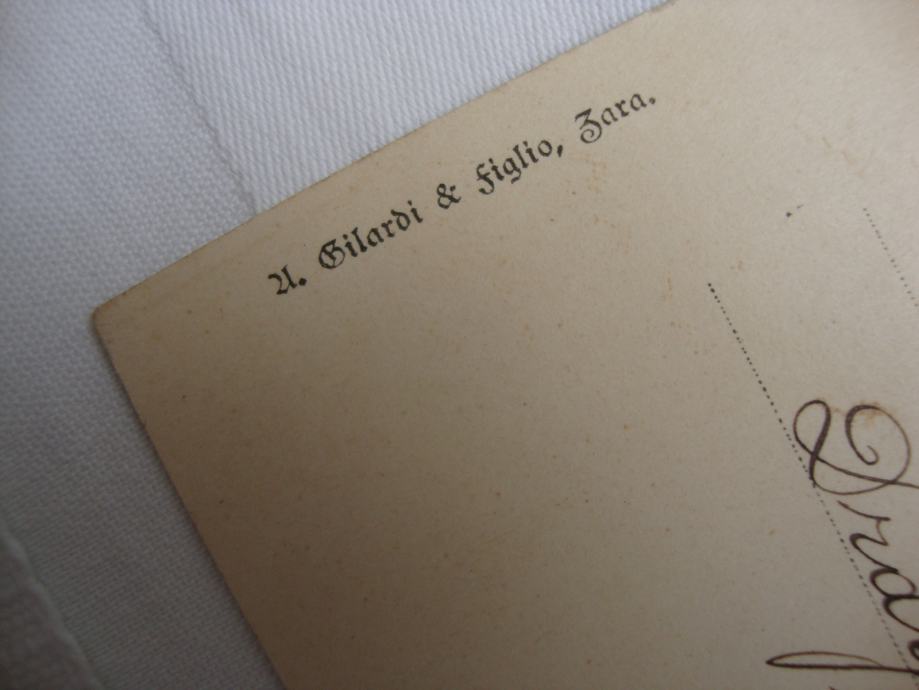 A. Gilardi & Figlio, Zara.